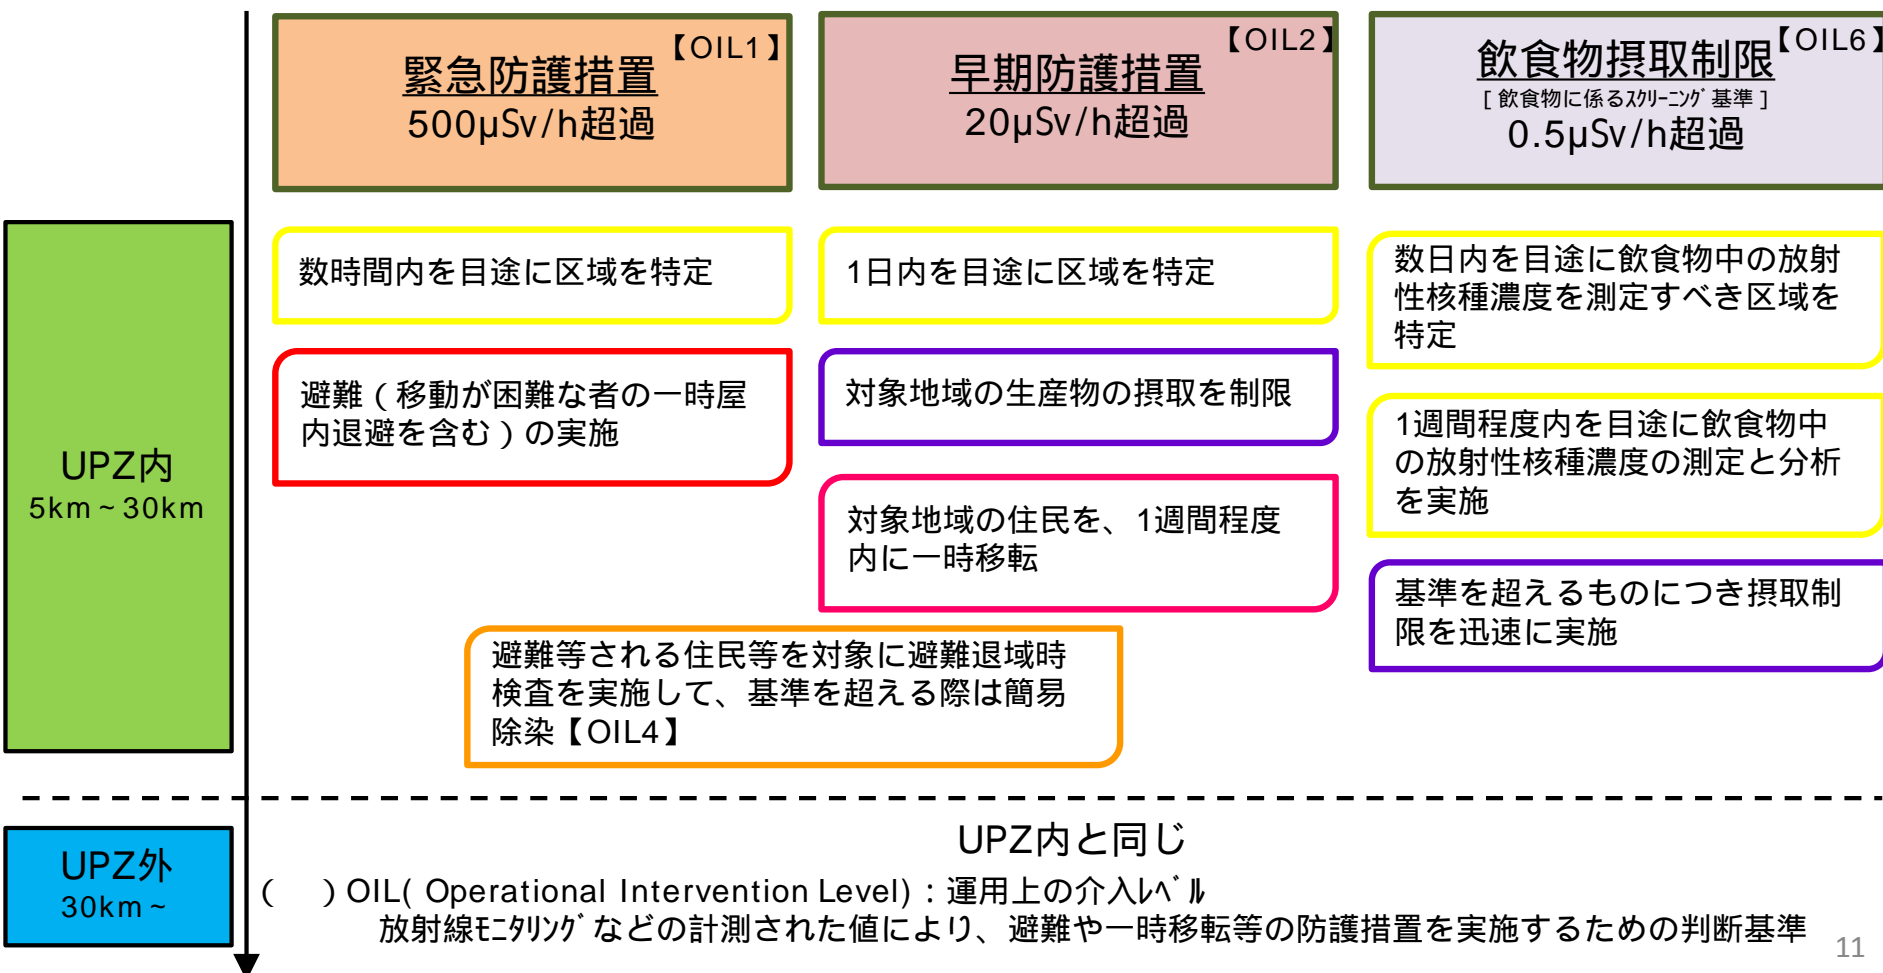 【OIL1】
緊急防護措置
500μSv/h超過
【OIL2】
早期防護措置
20μSv/h超過
【OIL6】
飲食物摂取制限
[飲食物に係るｽｸﾘｰﾆﾝｸﾞ基準]
0.5μSv/h超過
UPZ内
5km~30km
数時間内を目途に区域を特定
避難(移動が困難な者の一時屋
内退避を含む)の実施
1日内を目途に区域を特定
対象地域の生産物の摂取を制限
対象地域の住民を、1週間程度
内に一時移転
数日内を目途に飲食物中の放射
性核種濃度を測定すべき区域を
特定
1週間程度内を目途に飲食物中
の放射性核種濃度の測定と分析
を実施
基準を超えるものにつき摂取制
限を迅速に実施
避難等される住民等を対象に避難退域時
検査を実施して、基準を超える際は簡易
除染【OIL4】
UPZ外
30km~
UPZ内と同じ
(　)OIL( Operational Intervention Level):運用上の介入ﾚﾍﾞﾙ
放射線ﾓﾆﾀﾘﾝｸﾞなどの計測された値により、避難や一時移転等の防護措置を実施するための判断基準
11